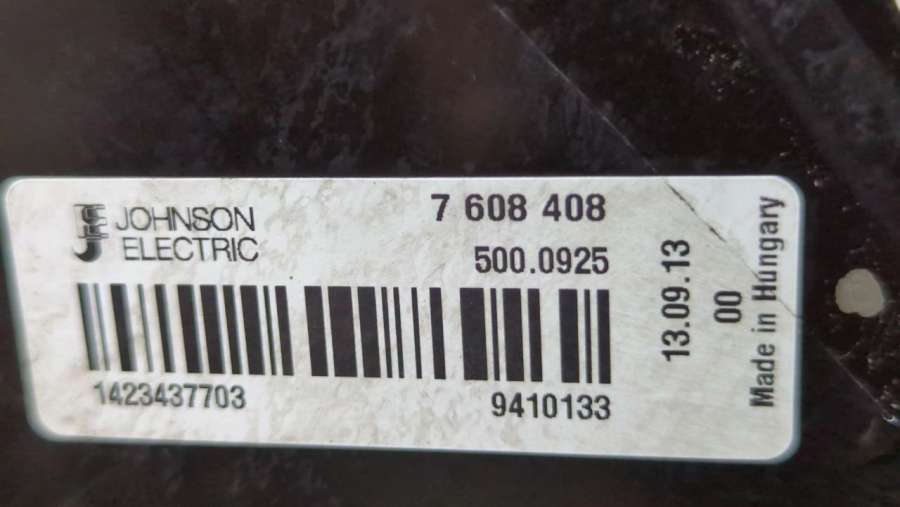 JOHNSON
ELECTRIC
7 608 408
500.0925
1423437703
9410133
13.09.13
00
Made in Hungary